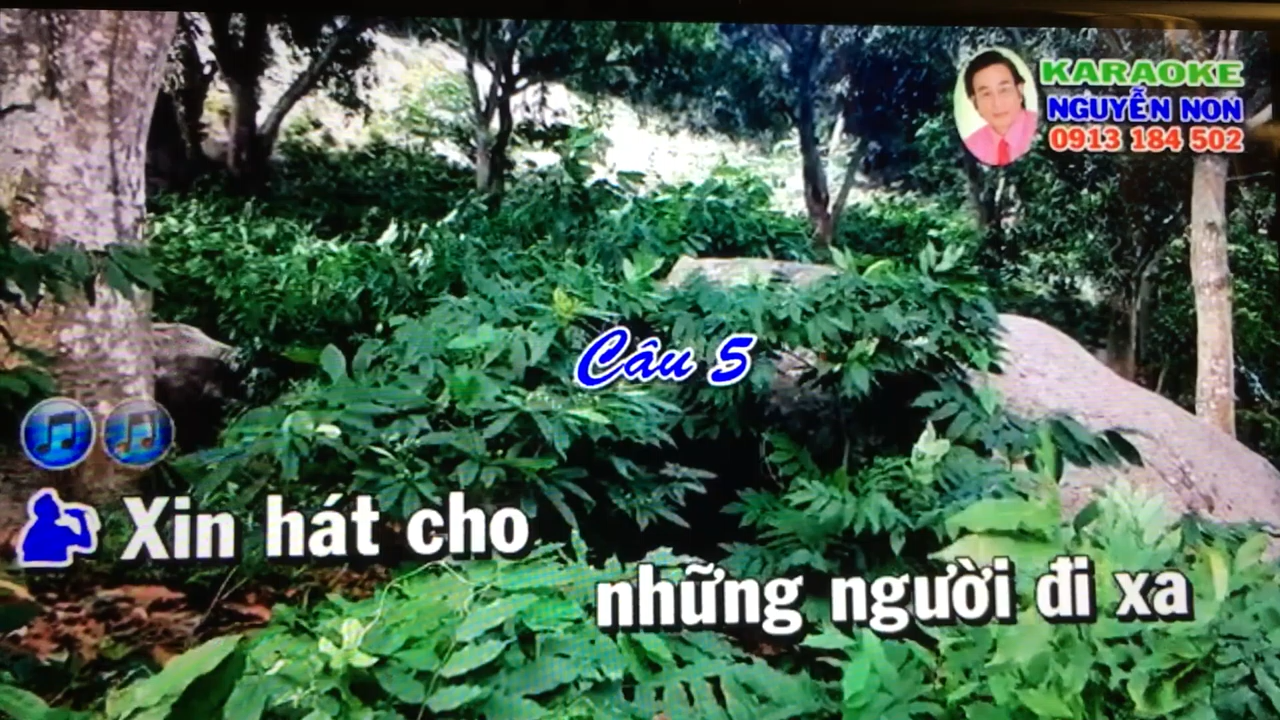 KARAOKE
NGUYỄN NON
0913 184 502
Câu 5
Xin hát cho
những người đi xa